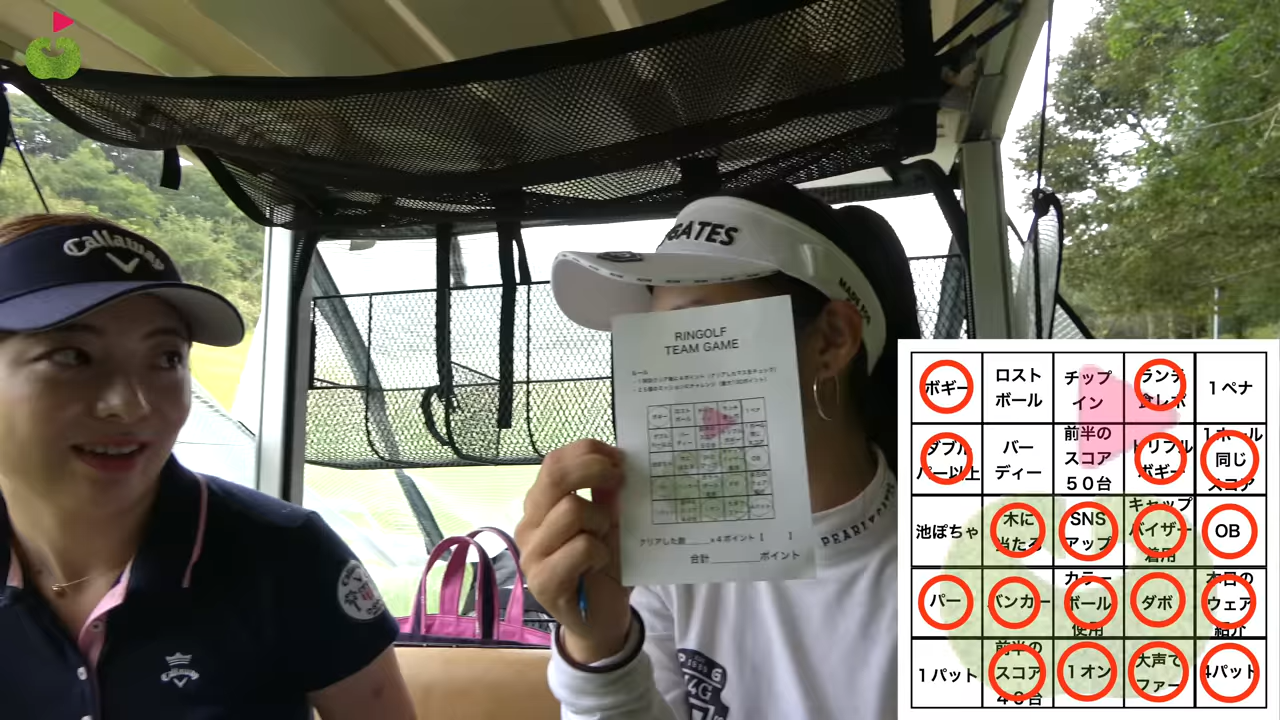 Callaway
PEARLY GATES
RINGOLF
TEAM GAME
ルール
クリアした数 x4ポイント [ ]
合計 ポイント
Callaway
ボギー
ロスト
ボール
チップ
イン
ランチ
食レポ
1ペナ
ダブル
パー以上
バー
ディー
前半の
スコア
50台
トリプル
ボギー
1ホール
同じ
スコア
池ぽちゃ
木に
当たる
SNS
アップ
キャップ
バイザー
着用
OB
パー
バンカー
カラー
ボール
使用
ダボ
本日の
ウェア
紹介
1パット
前半の
スコア
40台
1オン
大声で
ファー
4パット